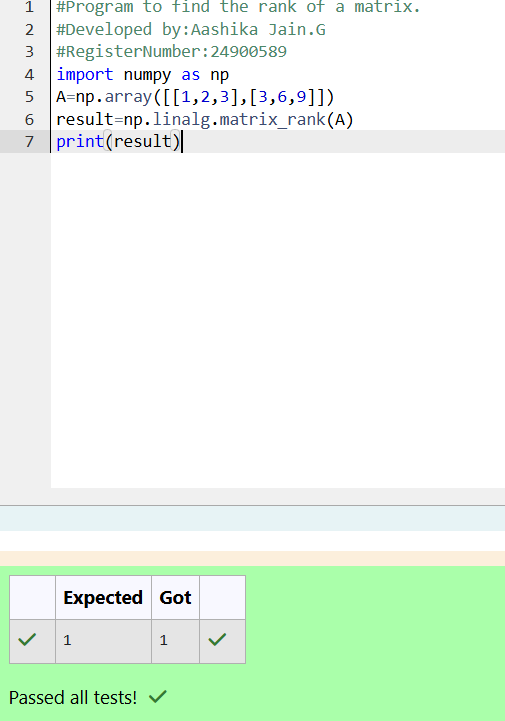 1 #Program to find the rank of a matrix.
2 #Developed by:Aashika Jain.G
3 #RegisterNumber:24900589
4 import numpy as np
5 A=np.array([[1,2,3],[3,6,9]])
6 result=np.linalg.matrix_rank(A)
7 print(result)
Expected Got
1 1
Passed all tests!